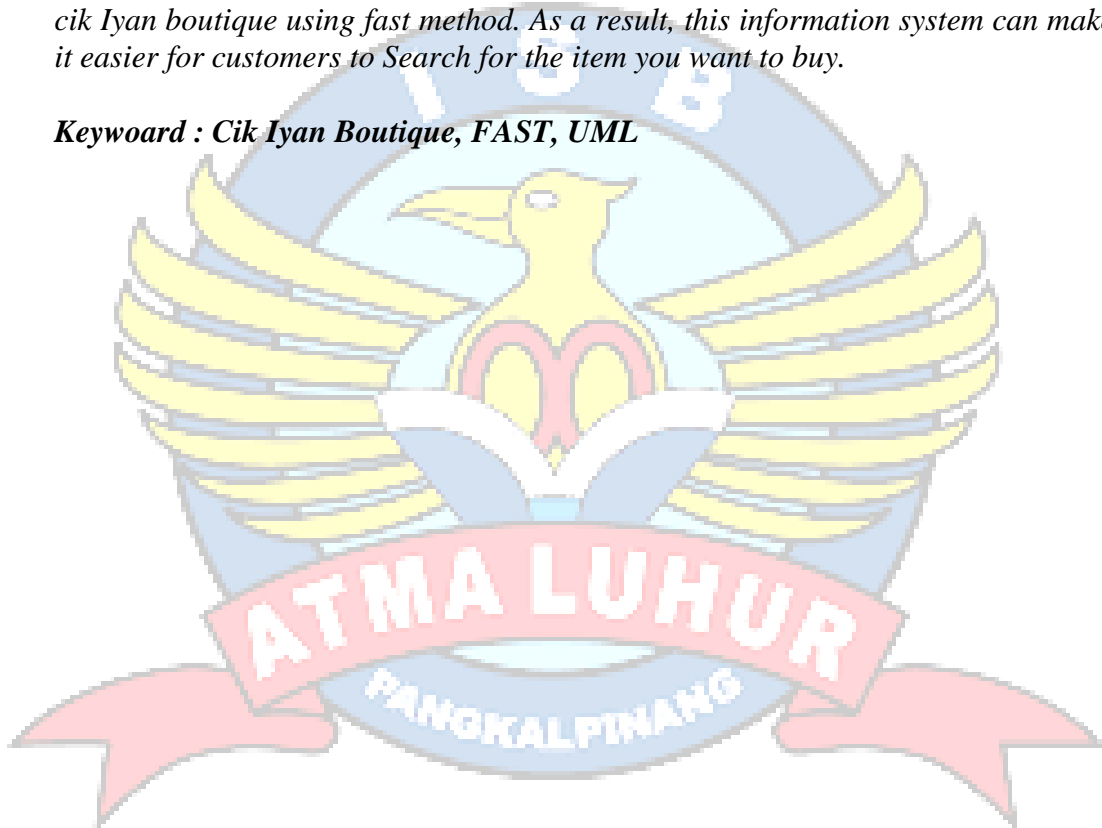 cik Iyan boutique using fast method. As a result, this information system can make
it easier for customers to Search for the item you want to buy.
Keywoard : Cik Iyan Boutique, FAST, UML
I S B
ATMA LUHUR
PANGKALPINANG